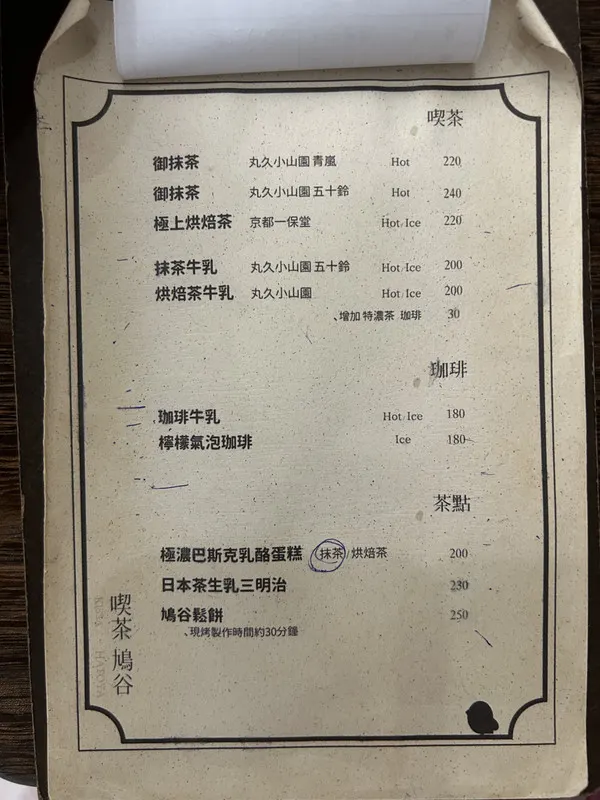 喫茶
御抹茶 丸久小山園 青嵐 Hot 220
御抹茶 丸久小山園 五十鈴 Hot 240
極上烘焙茶 京都一保堂 Hot/Ice 220
抹茶牛乳 丸久小山園 五十鈴 Hot/Ice 200
烘焙茶牛乳 丸久小山園 Hot/Ice 200
、增加 特濃茶 珈琲 30
珈琲
珈琲牛乳 Hot/Ice 180
檸檬氣泡珈琲 Ice 180
茶點
極濃巴斯克乳酪蛋糕 抹茶/烘焙茶 200
日本茶生乳三明治 230
鳩谷鬆餅 250
、現烤製作時間約30分鐘
喫茶 鳩谷